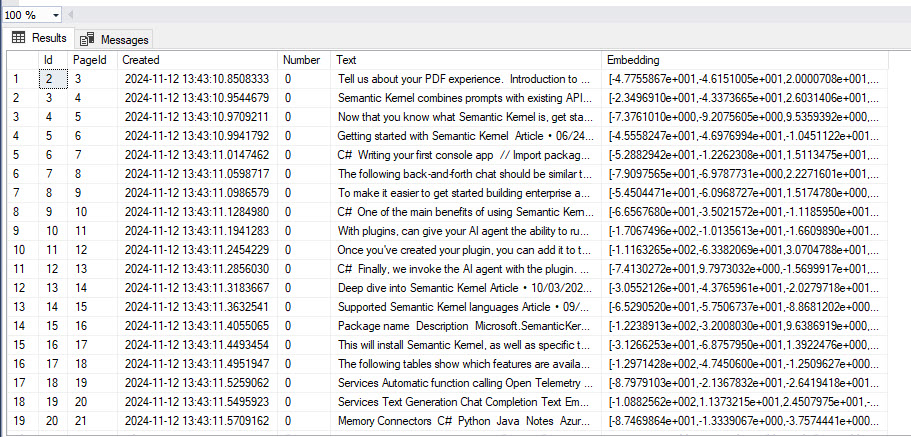 100 %
Results Messages
Id PageId Created Number Text Embedding
1 2 3 2024-11-12 13:43:10.8508333 0 Tell us about your PDF experience. Introduction to ... [-4.7755867e+001,-4.6151005e+001,2.0000708e+001,...
2 3 4 2024-11-12 13:43:10.9544679 0 Semantic Kernel combines prompts with existing API... [-2.3496910e+001,-4.3373665e+001,2.6031406e+001,...
3 4 5 2024-11-12 13:43:10.9709211 0 Now that you know what Semantic Kernel is, get sta... [-7.3761010e+000,-9.2075605e+000,9.5359392e+000,...
4 5 6 2024-11-12 13:43:10.9941792 0 Getting started with Semantic Kernel Article • 06/24... [-4.5558247e+001,-4.6976994e+001,-1.0451122e+001...
5 6 7 2024-11-12 13:43:11.0147462 0 C# Writing your first console app // Import packag... [-5.2882942e+001,-1.2262308e+001,1.5113475e+001,...
6 7 8 2024-11-12 13:43:11.0598717 0 The following back-and-forth chat should be similar t... [-7.9097565e+001,-6.9787731e+000,2.2271601e+001,...
7 8 9 2024-11-12 13:43:11.0986579 0 To make it easier to get started building enterprise a... [-5.4504471e+001,-6.0968727e+001,1.5174780e+000,...
8 9 10 2024-11-12 13:43:11.1284980 0 C# One of the main benefits of using Semantic Kern... [-6.6567680e+001,-3.5021572e+001,-1.1185950e+001...
9 10 11 2024-11-12 13:43:11.1941283 0 With plugins, can give your AI agent the ability to ru... [-1.7067496e+002,-1.0135613e+001,-1.6609890e+001...
10 11 12 2024-11-12 13:43:11.2454229 0 Once you've created your plugin, you can add it to t... [-1.1163265e+002,-6.3382069e+001,3.0704788e+001,...
11 12 13 2024-11-12 13:43:11.2856030 0 C# Finally, we invoke the AI agent with the plugin. ... [-7.4130272e+001,9.7973032e+000,-1.5699917e+001,...
12 13 14 2024-11-12 13:43:11.3183667 0 Deep dive into Semantic Kernel Article • 10/03/202... [-3.0552126e+001,-4.3765961e+001,-2.0279718e+001...
13 14 15 2024-11-12 13:43:11.3632541 0 Supported Semantic Kernel languages Article • 09/... [-6.5290520e+001,-5.7506737e+001,-8.8681202e+000...
14 15 16 2024-11-12 13:43:11.4055065 0 Package name Description Microsoft.SemanticKer... [-1.2238913e+002,-3.2008030e+001,9.6386919e+000,...
15 16 17 2024-11-12 13:43:11.4493454 0 This will install Semantic Kernel, as well as specific t... [-3.1266253e+001,-6.8757950e+001,1.3922476e+000,...
16 17 18 2024-11-12 13:43:11.4951947 0 The following tables show which features are availa... [-1.2971428e+002,-4.7450600e+001,-1.2509627e+000...
17 18 19 2024-11-12 13:43:11.5259062 0 Services Automatic function calling Open Telemetry ... [-8.7979103e+001,-2.1367832e+001,-2.6419418e+001...
18 19 20 2024-11-12 13:43:11.5495923 0 Services Text Generation Chat Completion Text Em... [-1.0882562e+002,1.1373215e+001,2.4507975e+001,-...
19 20 21 2024-11-12 13:43:11.5709162 0 Memory Connectors C# Python Java Notes Azur... [-8.7469864e+001,-1.3339067e+000,-3.7574441e+000...